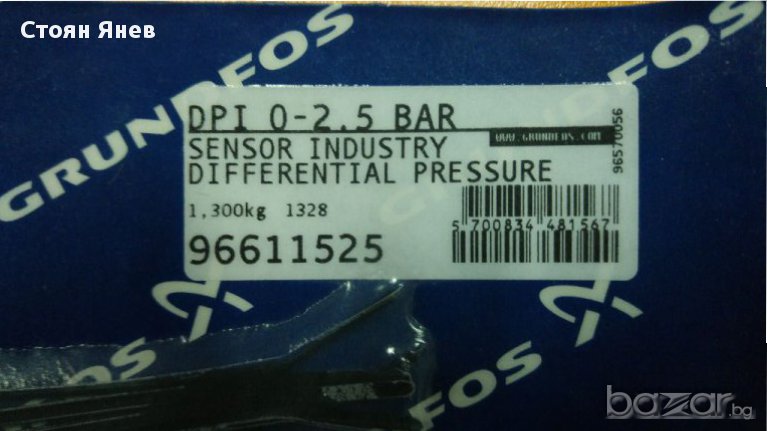 Стоян Янев
GRUNDFOS
GRUNDFOS
DPI 0-2.5 BAR
WWW.GRUNDFOS.COM
SENSOR INDUSTRY
DIFFERENTIAL PRESSURE
1,300kg 1328
96611525
5 700834 481567
96570056
GRUNDFOS
FOS
bazar.bg